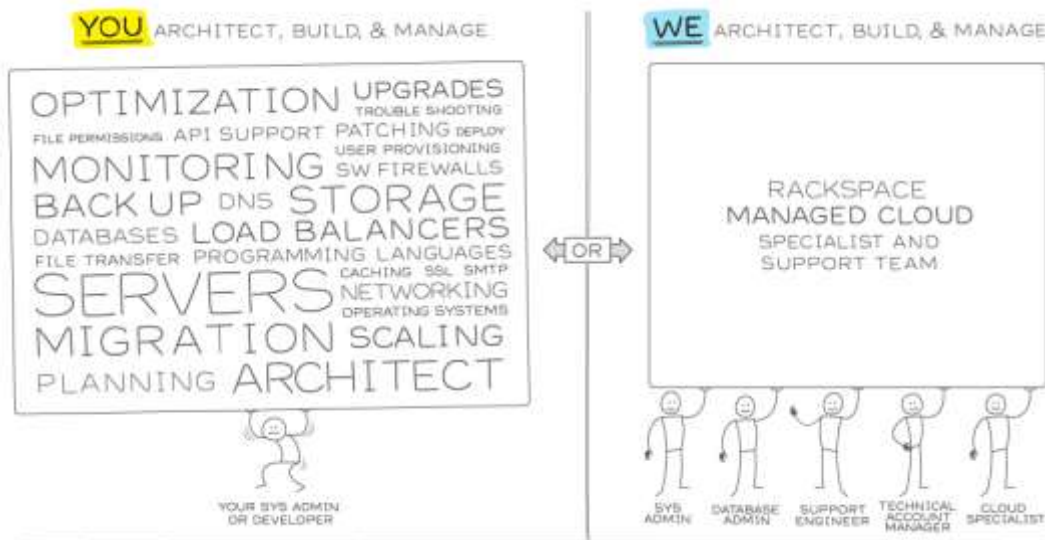 YOU ARCHITECT, BUILD, & MANAGE
OPTIMIZATION UPGRADES
TROUBLE SHOOTING
FILE PERMISSIONS API SUPPORT PATCHING DEPLOY
USER PROVISIONING
MONITORING SW FIREWALLS
BACK UP DNS STORAGE
DATABASES LOAD BALANCERS
FILE TRANSFER PROGRAMMING LANGUAGES
CACHING SSL SMTP
SERVERS NETWORKING
OPERATING SYSTEMS
MIGRATION SCALING
PLANNING ARCHITECT
YOUR SYS ADMIN
OR DEVELOPER
OR
WE ARCHITECT, BUILD, & MANAGE
RACKSPACE
MANAGED CLOUD
SPECIALIST AND
SUPPORT TEAM
SYS
ADMIN
DATABASE
ADMIN
SUPPORT
ENGINEER
TECHNICAL
ACCOUNT
MANAGER
CLOUD
SPECIALIST